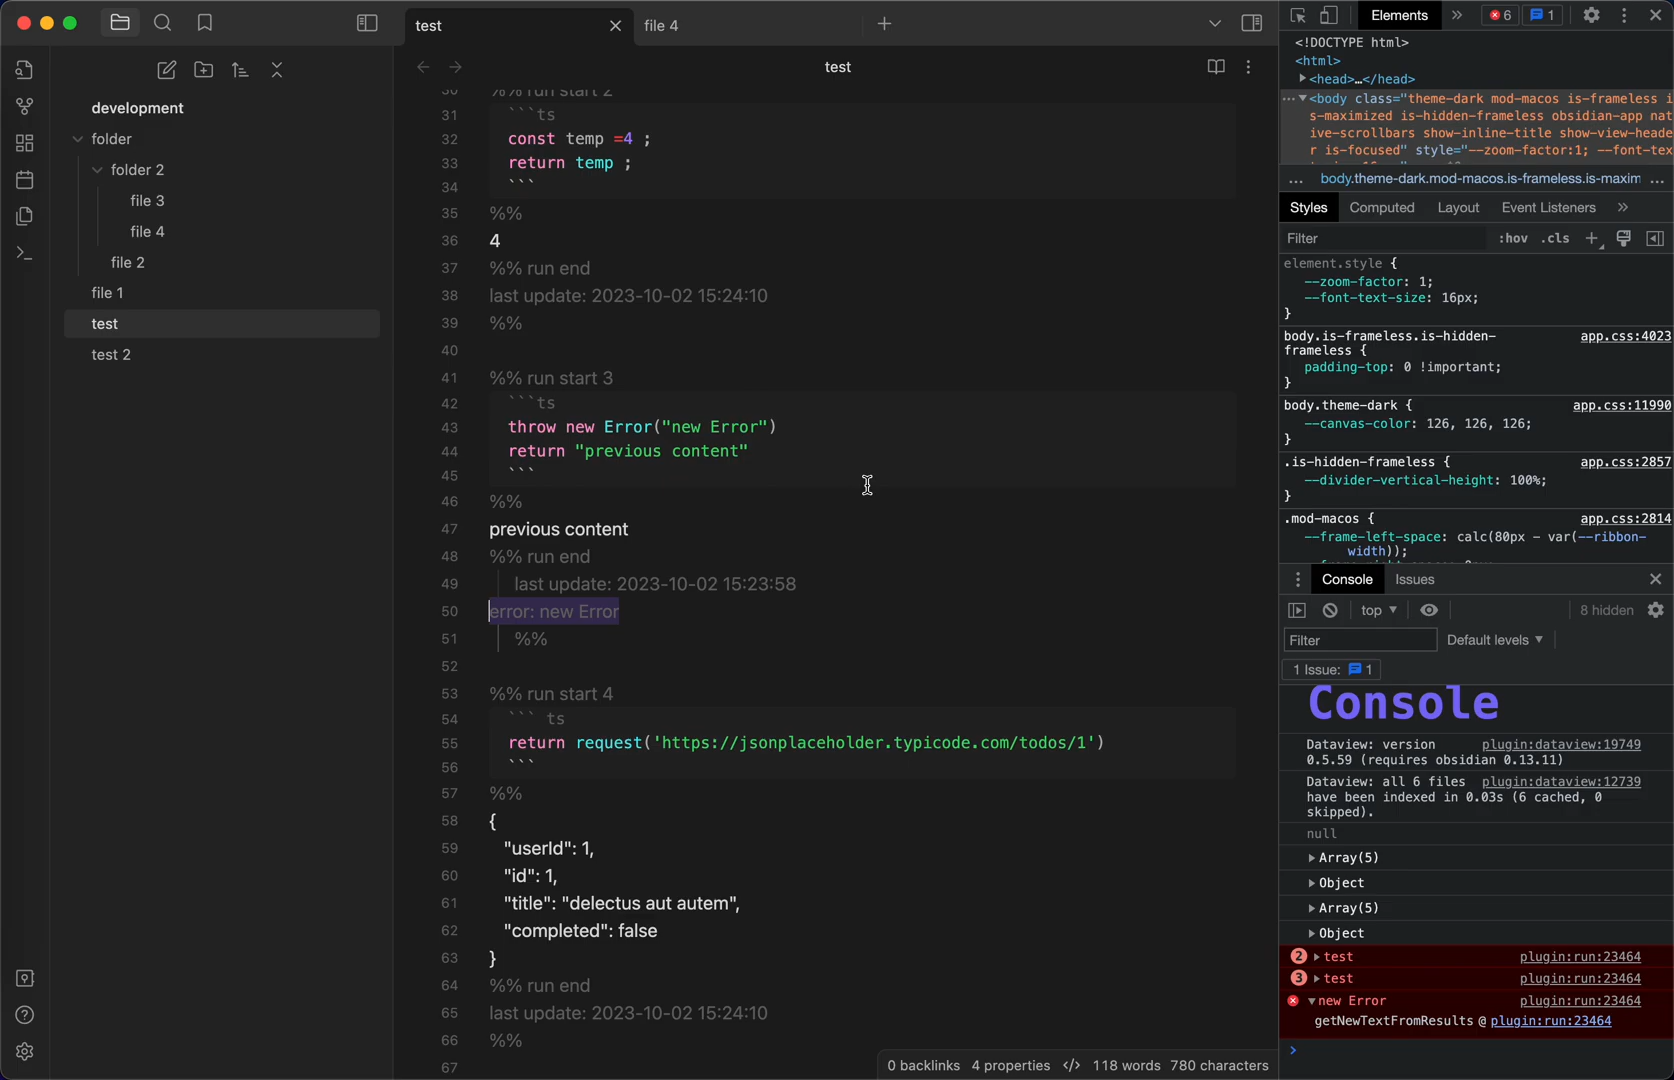 test
file 4
development
folder
folder 2
file 3
file 4
file 2
file 1
test
test 2
test
30 %% run start 2
31 ```ts
32 const temp =4 ;
33 return temp ;
34 ```
35 %%
36 4
37 %% run end
38 last update: 2023-10-02 15:24:10
39 %%
40
41 %% run start 3
42 ```ts
43 throw new Error("new Error")
44 return "previous content"
45 ```
46 %%
47 previous content
48 %% run end
49 last update: 2023-10-02 15:23:58
50 error: new Error
51 %%
52
53 %% run start 4
54 ``` ts
55 return request('https://jsonplaceholder.typicode.com/todos/1')
56 ```
57 %%
58 {
59 "userId": 1,
60 "id": 1,
61 "title": "delectus aut autem",
62 "completed": false
63 }
64 %% run end
65 last update: 2023-10-02 15:24:10
66 %%
67
0 backlinks 4 properties </> 118 words 780 characters
Elements » 6 1
<!DOCTYPE html>
<html>
<head>…</head>
<body class="theme-dark mod-macos is-frameless i
s-maximized is-hidden-frameless obsidian-app nat
ive-scrollbars show-inline-title show-view-heade
r is-focused" style="--zoom-factor:1; --font-tex
... body.theme-dark.mod-macos.is-frameless.is-maxim ...
Styles Computed Layout Event Listeners »
Filter :hov .cls
element.style {
--zoom-factor: 1;
--font-text-size: 16px;
}
body.is-frameless.is-hidden- app.css:4023
frameless {
padding-top: 0 !important;
}
body.theme-dark { app.css:11990
--canvas-color: 126, 126, 126;
}
.is-hidden-frameless { app.css:2857
--divider-vertical-height: 100%;
}
.mod-macos { app.css:2814
--frame-left-space: calc(80px - var(--ribbon-
width));
Console Issues
top 8 hidden
Filter Default levels
1 Issue: 1
Console
Dataview: version plugin:dataview:19749
0.5.59 (requires obsidian 0.13.11)
Dataview: all 6 files plugin:dataview:12739
have been indexed in 0.03s (6 cached, 0
skipped).
null
Array(5)
Object
Array(5)
Object
2 test plugin:run:23464
3 test plugin:run:23464
new Error plugin:run:23464
getNewTextFromResults @ plugin:run:23464